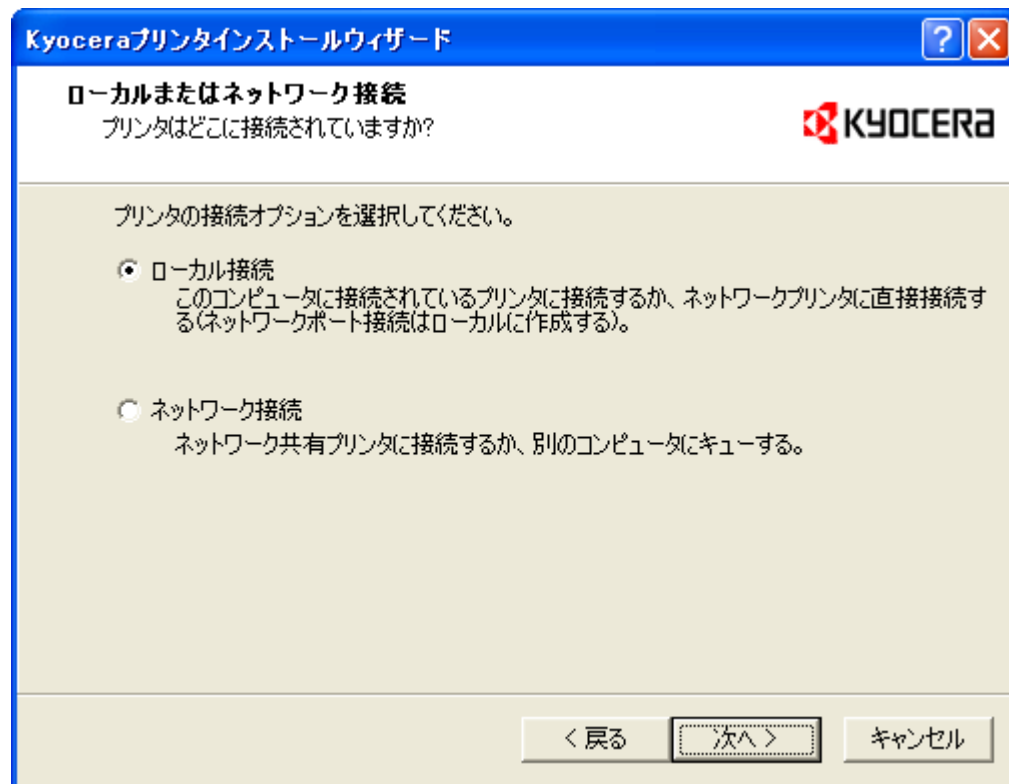 Kyoceraプリンタインストールウィザード
ローカルまたはネットワーク接続
プリンタはどこに接続されていますか?
KYOCERA
プリンタの接続オプションを選択してください。
ローカル接続
このコンピュータに接続されているプリンタに接続するか、ネットワークプリンタに直接接続す
る(ネットワークポート接続はローカルに作成する)。
ネットワーク接続
ネットワーク共有プリンタに接続するか、別のコンピュータにキューする。
< 戻る 次へ > キャンセル